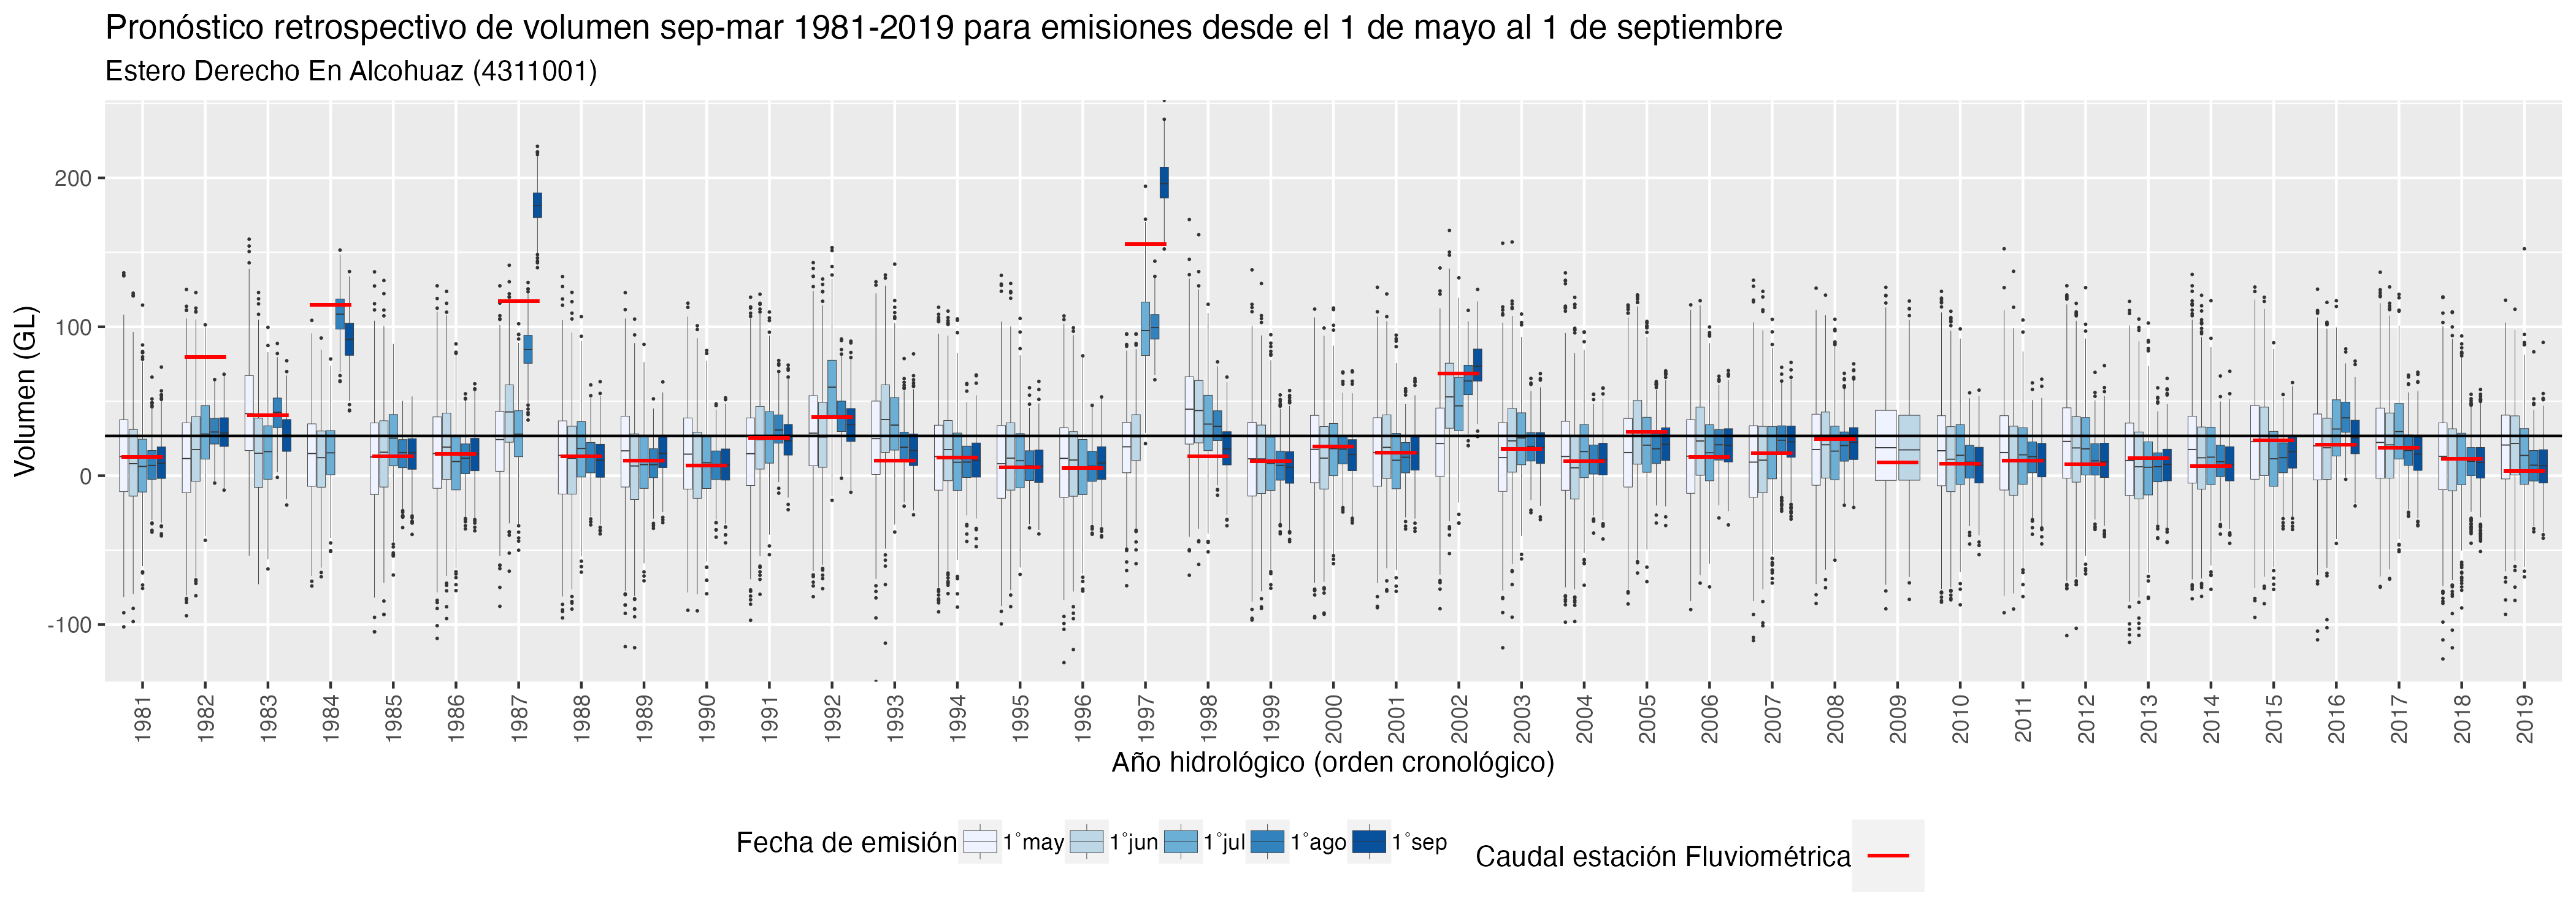 Pronóstico retrospectivo de volumen sep-mar 1981-2019 para emisiones desde el 1 de mayo al 1 de septiembre
Estero Derecho En Alcohuaz (4311001)
Volumen (GL)
200
100
0
-100
1981 1982 1983 1984 1985 1986 1987 1988 1989 1990 1991 1992 1993 1994 1995 1996 1997 1998 1999 2000 2001 2002 2003 2004 2005 2006 2007 2008 2009 2010 2011 2012 2013 2014 2015 2016 2017 2018 2019
Año hidrológico (orden cronológico)
Fecha de emisión 1°may 1°jun 1°jul 1°ago 1°sep
Caudal estación Fluviométrica